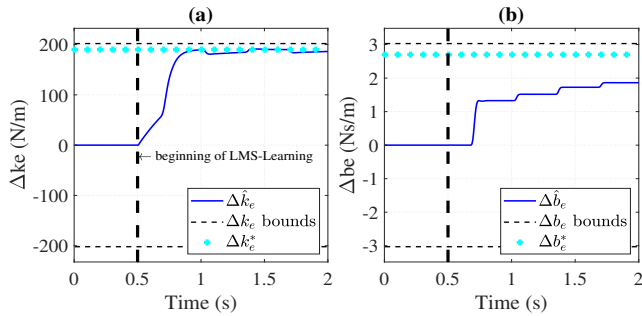 (a)
200
100
0
-100
-200
Δke (N/m)
← beginning of LMS-Learning
Δk̂ₑ
Δkₑ bounds
Δkₑ*
0 0.5 1 1.5 2
Time (s)
(b)
3
2
1
0
-1
-2
-3
Δbe (Ns/m)
Δb̂ₑ
Δbₑ bounds
Δbₑ*
0 0.5 1 1.5 2
Time (s)